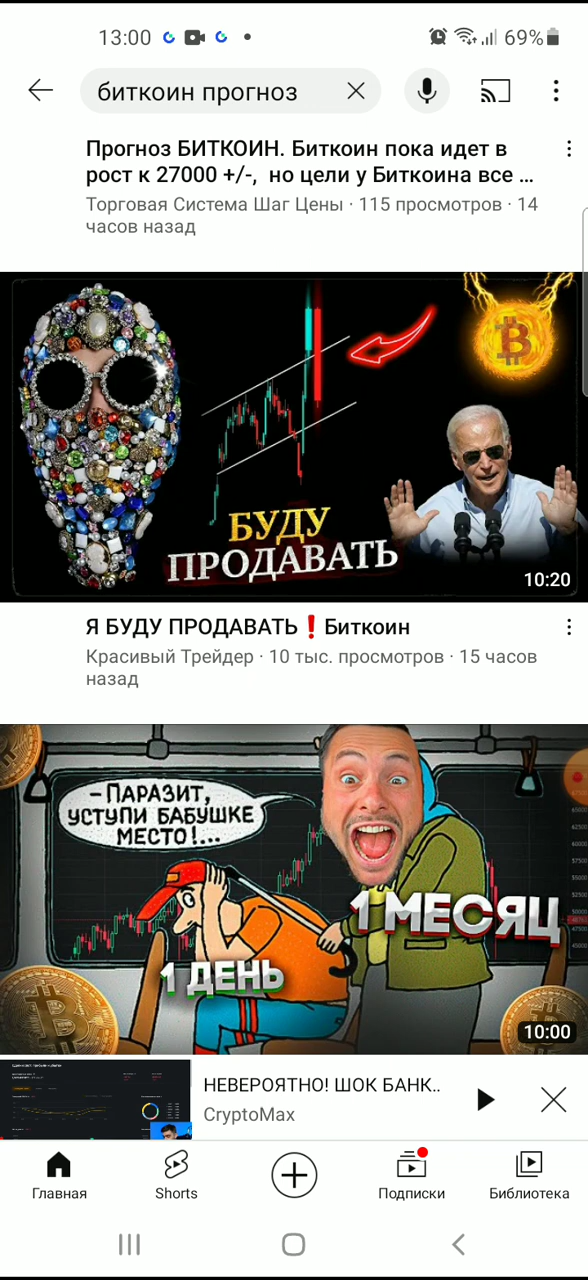 13:00
69%
биткоин прогноз
Прогноз БИТКОИН. Биткоин пока идет в
рост к 27000 +/-, но цели у Биткоина все ...
Торговая Система Шаг Цены · 115 просмотров · 14
часов назад
БУДУ
ПРОДАВАТЬ
10:20
Я БУДУ ПРОДАВАТЬ❗Биткоин
Красивый Трейдер · 10 тыс. просмотров · 15 часов
назад
-ПАРАЗИТ,
УСТУПИ БАБУШКЕ
МЕСТО!...
1 МЕСЯЦ
1 ДЕНЬ
10:00
НЕВЕРОЯТНО! ШОК БАНК..
CryptoMax
Главная
Shorts
Подписки
Библиотека